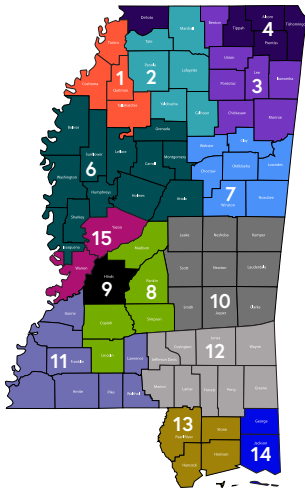 DeSoto
Marshall
Benton
Tippah
Alcorn
Tishomingo
4
Prentiss
Tunica
Tate
Union
Panola
Lafayette
Lee
Itawamba
1
2
3
Pontotoc
Coahoma
Quitman
Tallahatchie
Yalobusha
Calhoun
Chickasaw
Monroe
Bolivar
Grenada
Webster
Clay
Sunflower
Leflore
Carroll
Montgomery
Choctaw
Oktibbeha
Lowndes
6
Washington
Humphreys
Holmes
Attala
7
Winston
Noxubee
Sharkey
Issaquena
Yazoo
15
Madison
Leake
Neshoba
Kemper
Warren
Hinds
9
Rankin
8
Scott
Newton
Lauderdale
10
Claiborne
Copiah
Simpson
Smith
Jasper
Clarke
Jefferson Davis
Covington
Jones
12
Wayne
11
Franklin
Lincoln
Lawrence
Marion
Lamar
Forrest
Perry
Greene
Amite
Pike
Walthall
13
Pearl River
Stone
George
Hancock
Harrison
Jackson
14